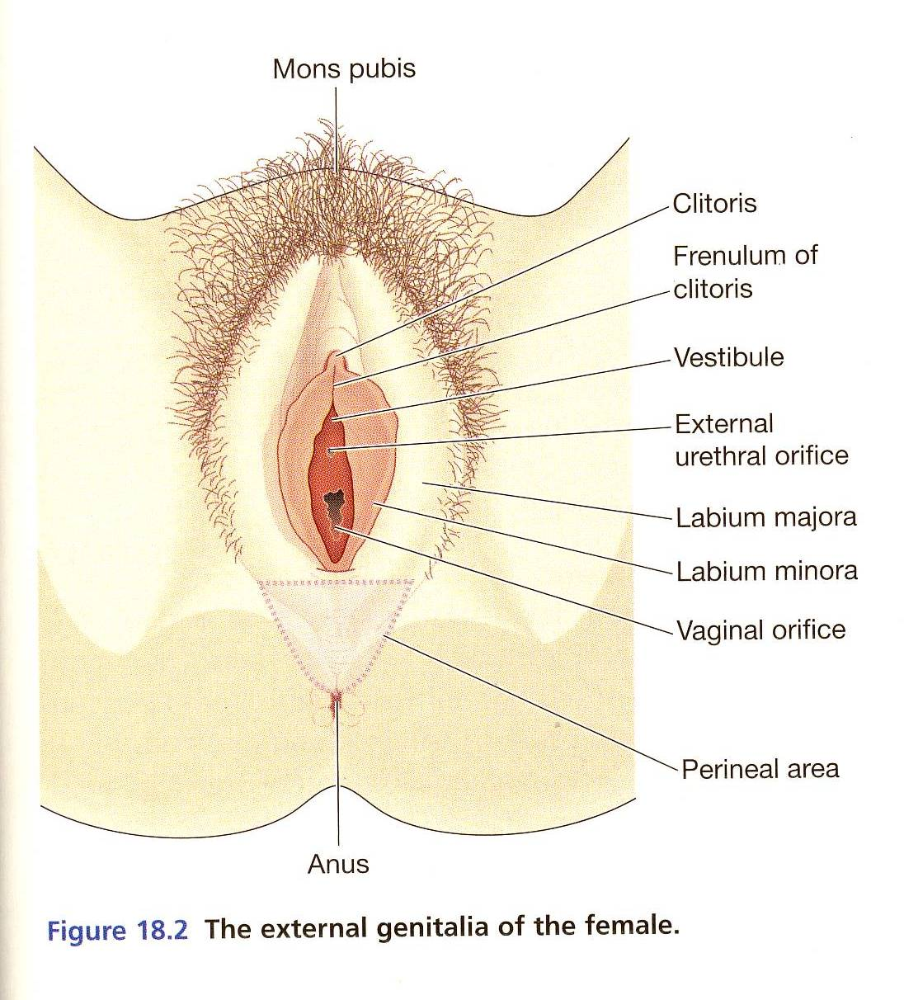 Mons pubis
Clitoris
Frenulum of
clitoris
Vestibule
External
urethral orifice
Labium majora
Labium minora
Vaginal orifice
Perineal area
Anus
Figure 18.2 The external genitalia of the female.